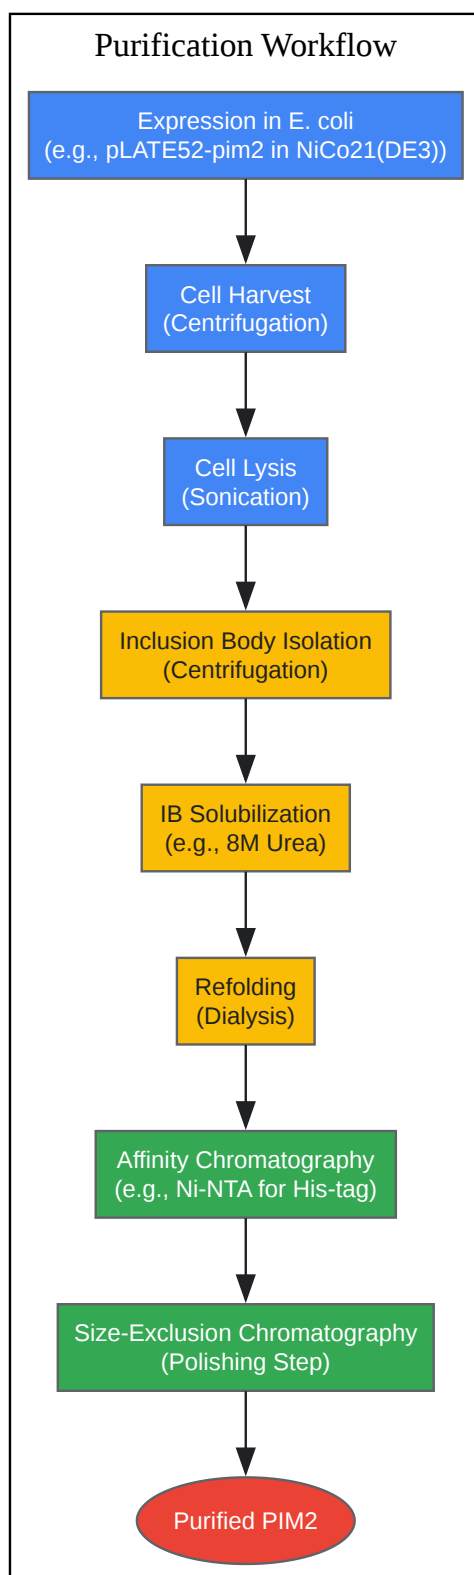 Purification Workflow
Expression in E. coli
(e.g., pLATE52-pim2 in NiCo21(DE3))
Cell Harvest
(Centrifugation)
Cell Lysis
(Sonication)
Inclusion Body Isolation
(Centrifugation)
IB Solubilization
(e.g., 8M Urea)
Refolding
(Dialysis)
Affinity Chromatography
(e.g., Ni-NTA for His-tag)
Size-Exclusion Chromatography
(Polishing Step)
Purified PIM2